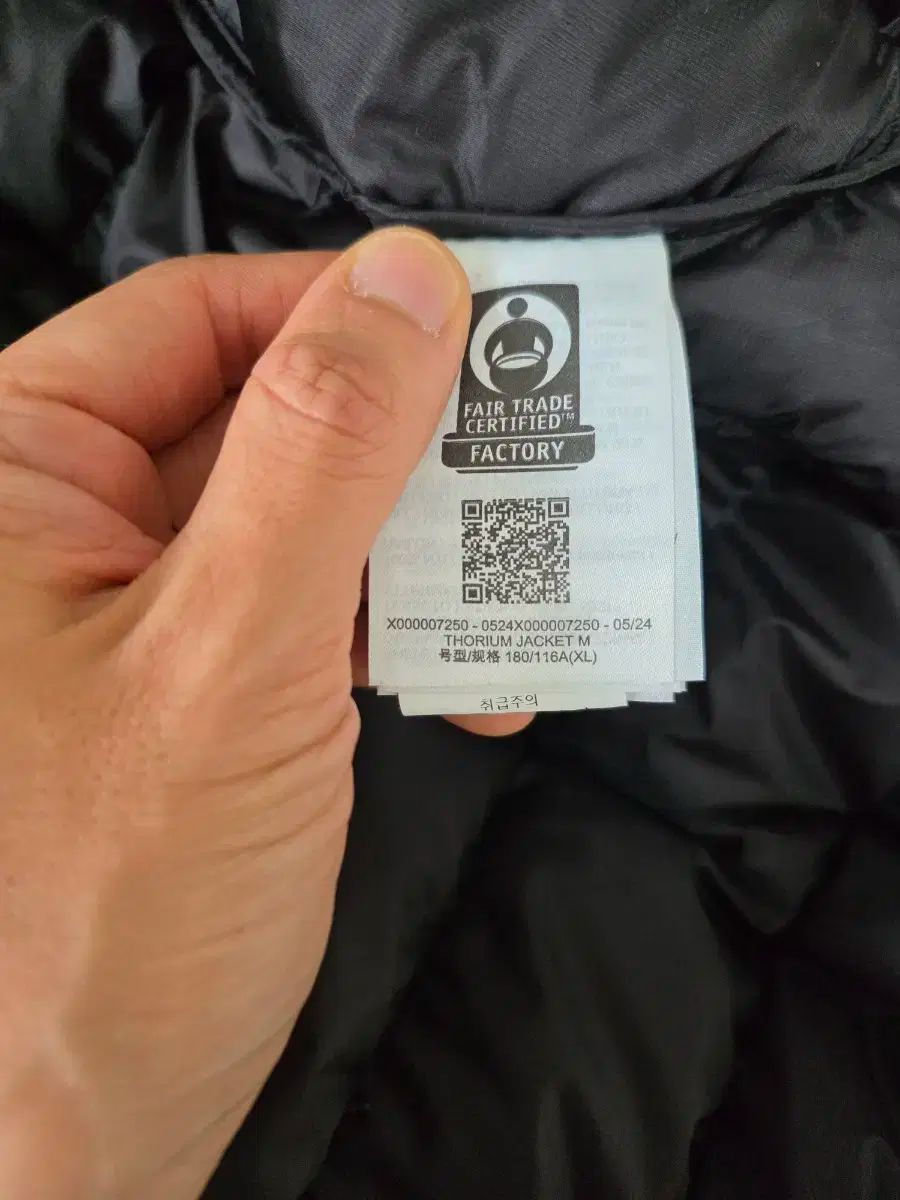 FAIR TRADE
CERTIFIED™
FACTORY
X000007250 - 0524X000007250 - 05/24
THORIUM JACKET M
号型/规格 180/116A(XL)
취급주의